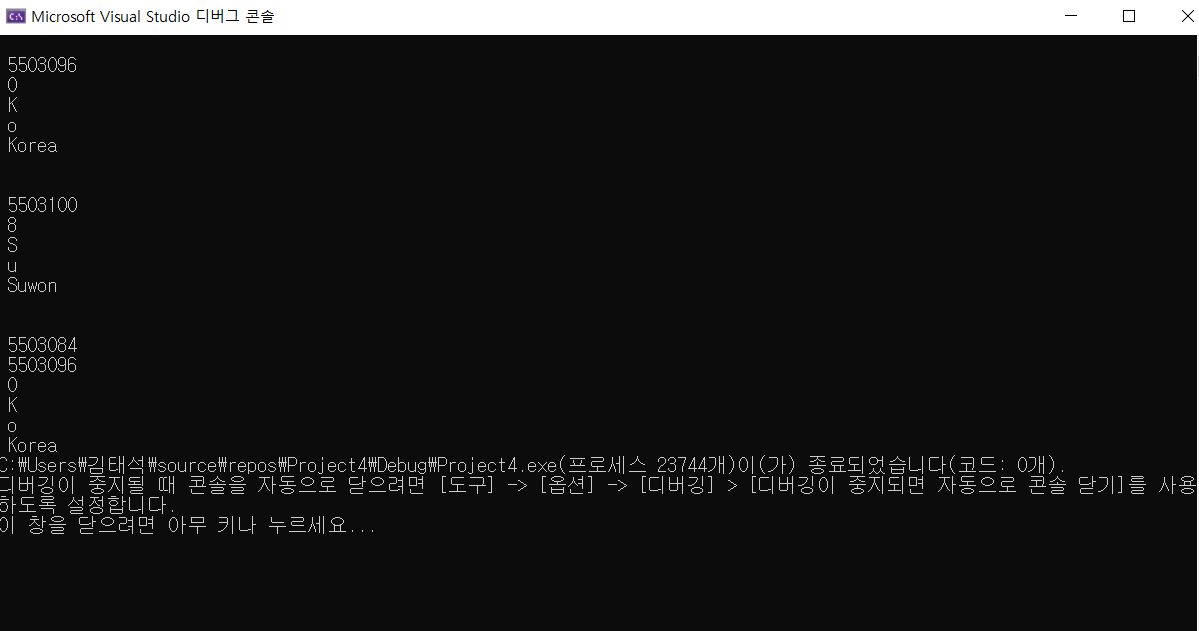 Microsoft Visual Studio 디버그 콘솔
5503096
0
K
o
Korea
5503100
8
S
u
Suwon
5503084
5503096
0
K
o
Korea
C:\Users\김태석\source\repos\Project4\Debug\Project4.exe(프로세스 23744개)이(가) 종료되었습니다(코드: 0개).
디버깅이 중지될 때 콘솔을 자동으로 닫으려면 [도구] -> [옵션] -> [디버깅] > [디버깅이 중지되면 자동으로 콘솔 닫기]를 사용
하도록 설정합니다.
이 창을 닫으려면 아무 키나 누르세요...